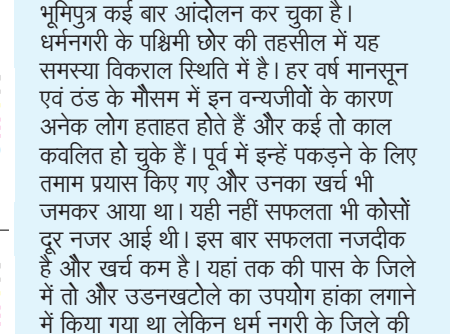 भूमिपुत्र कई बार आंदोलन कर चुका है।
धर्मनगरी के पश्चिमी छोर की तहसील में यह
समस्या विकराल स्थिति में है। हर वर्ष मानसून
एवं ठंड के मौसम में इन वन्यजीवों के कारण
अनेक लोग हताहत होते हैं और कई तो काल
कवलित हो चुके हैं। पूर्व में इन्हें पकड़ने के लिए
तमाम प्रयास किए गए और उनका खर्च भी
जमकर आया था। यही नहीं सफलता भी कोसों
दूर नजर आई थी। इस बार सफलता नजदीक
है और खर्च कम है। यहां तक की पास के जिले
में तो और उडनखटोले का उपयोग हांका लगाने
में किया गया था लेकिन धर्म नगरी के जिले की